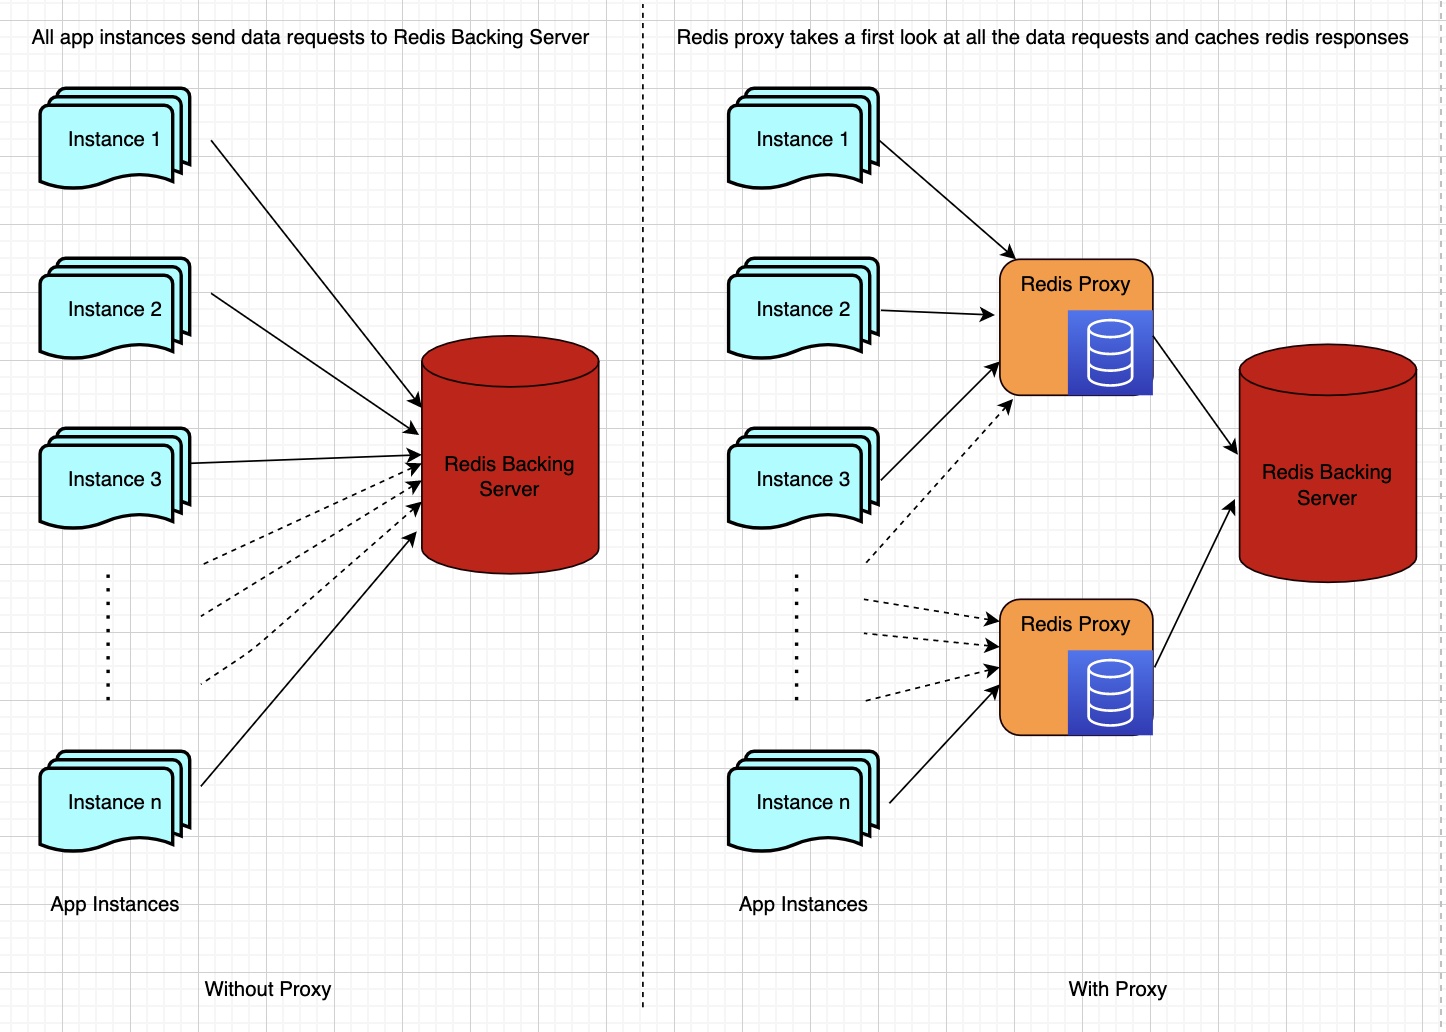 All app instances send data requests to Redis Backing Server
Instance 1
Instance 2
Instance 3
Instance n
App Instances
Redis Backing
Server
Without Proxy
Redis proxy takes a first look at all the data requests and caches redis responses
Instance 1
Instance 2
Instance 3
Instance n
App Instances
Redis Proxy
Redis Proxy
Redis Backing
Server
With Proxy